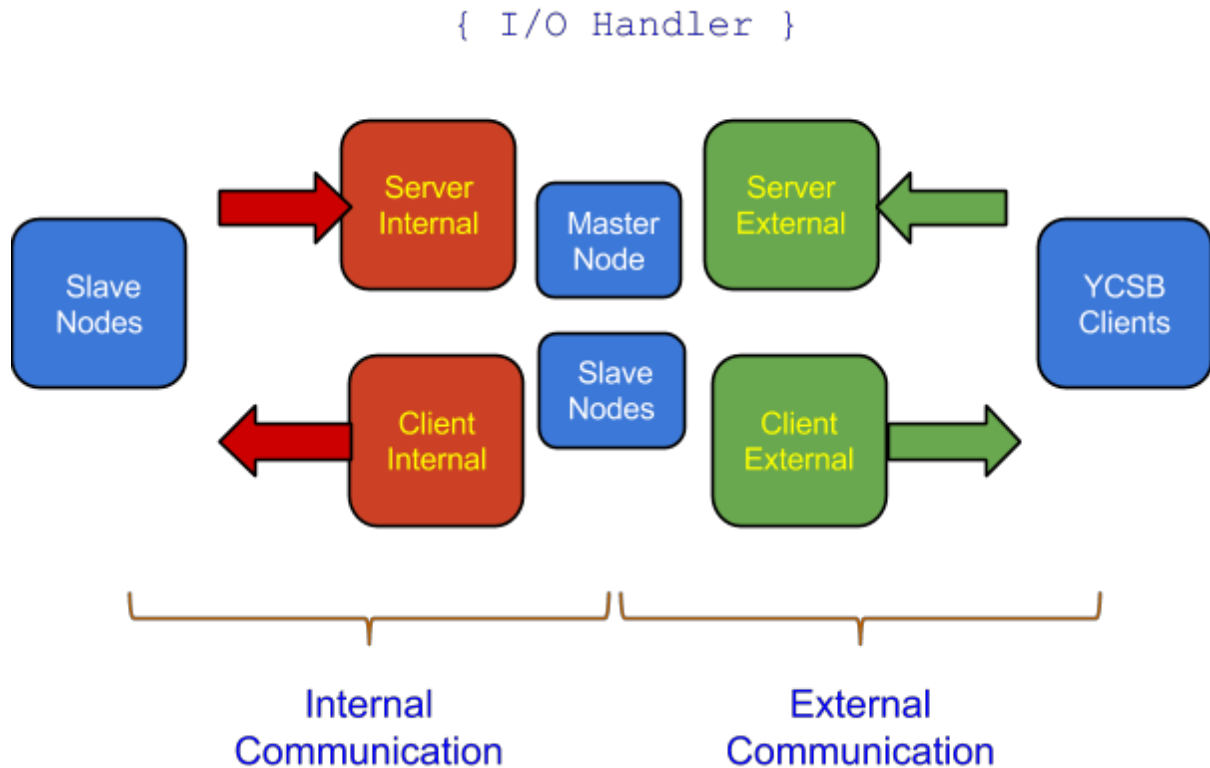 { I/O Handler }
Server
Internal
Server
External
Master
Node
Slave
Nodes
YCSB
Clients
Slave
Nodes
Client
Internal
Client
External
Internal
Communication
External
Communication